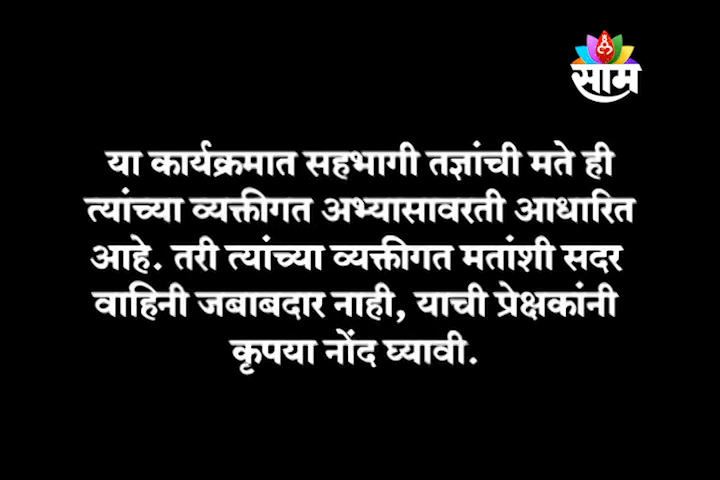 साम
या कार्यक्रमात सहभागी तज्ञांची मते ही
त्यांच्या व्यक्तीगत अभ्यासावरती आधारित
आहे. तरी त्यांच्या व्यक्तीगत मतांशी सदर
वाहिनी जबाबदार नाही, याची प्रेक्षकांनी
कृपया नोंद घ्यावी.